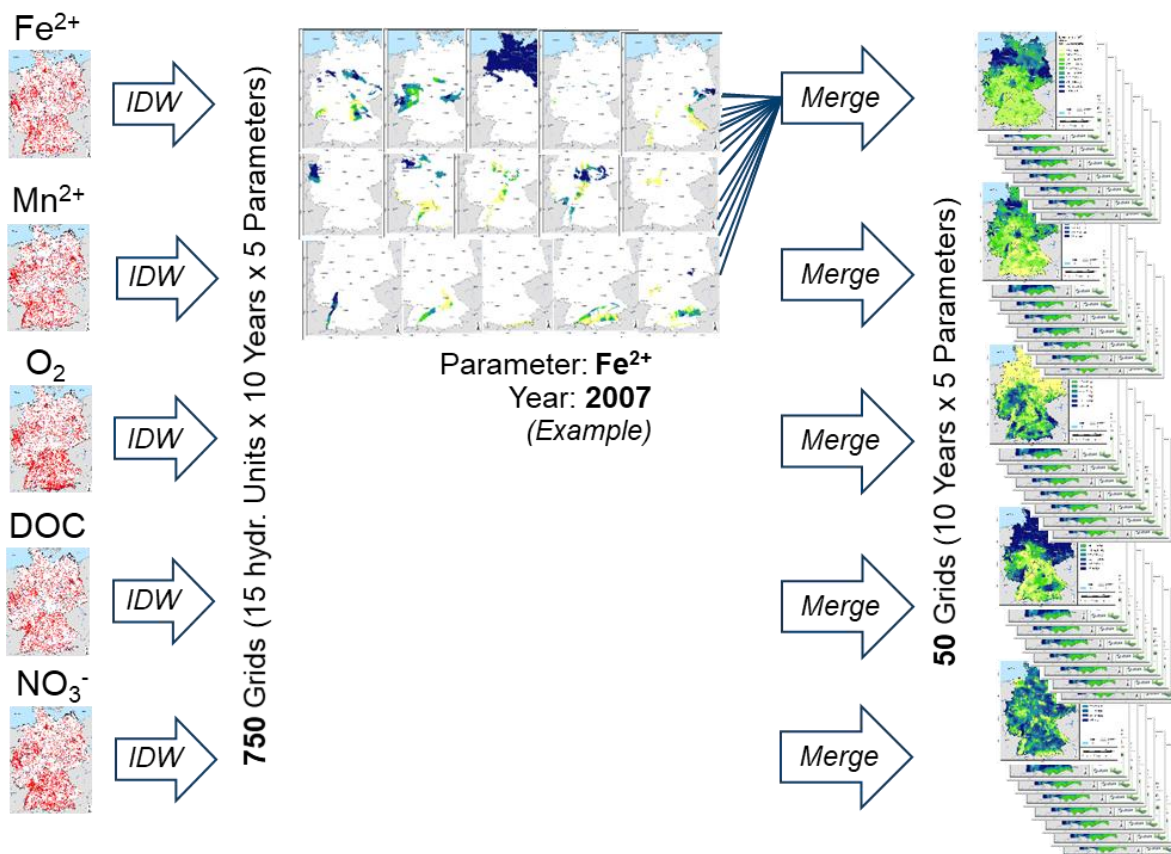 Fe²⁺
IDW
Mn²⁺
IDW
O₂
IDW
DOC
IDW
NO₃⁻
IDW
750 Grids (15 hydr. Units x 10 Years x 5 Parameters)
Parameter: Fe²⁺
Year: 2007
(Example)
Merge
Merge
Merge
Merge
Merge
50 Grids (10 Years x 5 Parameters)